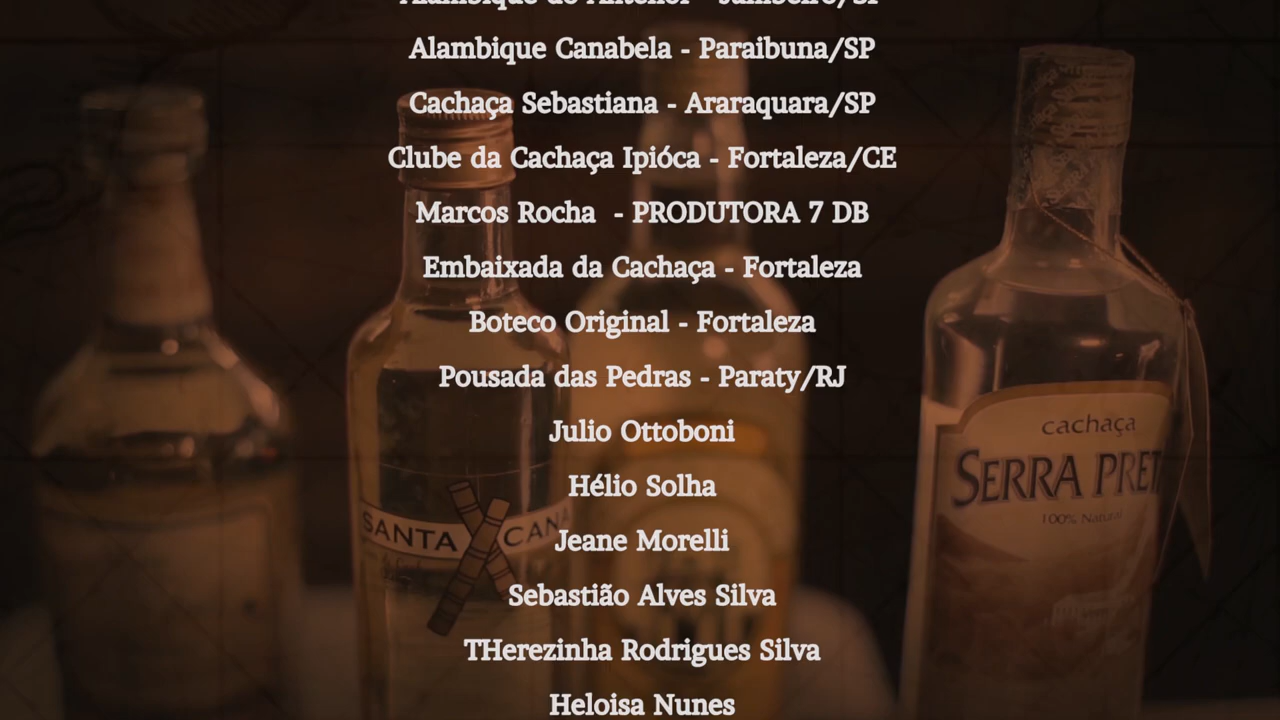 Alambique Canabela - Paraibuna/SP
Cachaça Sebastiana - Araraquara/SP
Clube da Cachaça Ipióca - Fortaleza/CE
Marcos Rocha  - PRODUTORA 7 DB
Embaixada da Cachaça - Fortaleza
Boteco Original - Fortaleza
Pousada das Pedras - Paraty/RJ
Julio Ottoboni
Hélio Solha
Jeane Morelli
Sebastião Alves Silva
THerezinha Rodrigues Silva
Heloisa Nunes
SANTA CANA
cachaça
SERRA PRET
100% Natural